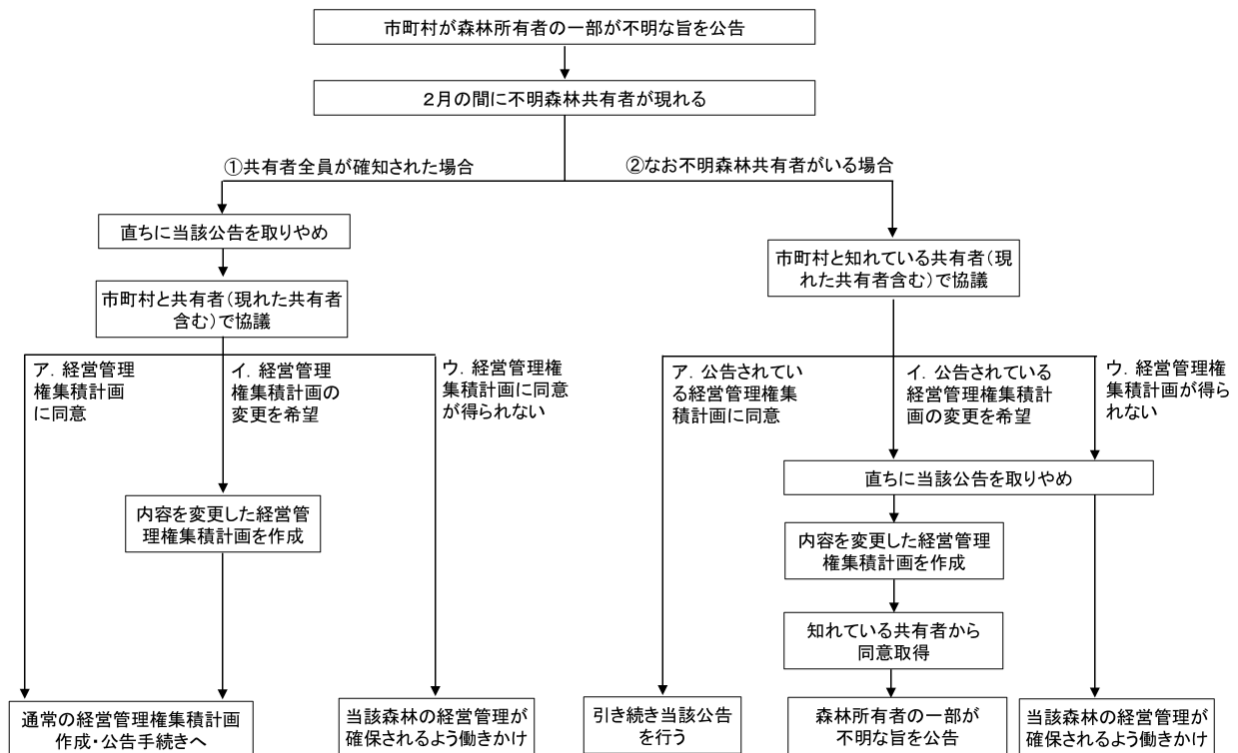 市町村が森林所有者の一部が不明な旨を公告
２月の間に不明森林共有者が現れる
①共有者全員が確知された場合
②なお不明森林共有者がいる場合
直ちに当該公告を取りやめ
市町村と共有者（現れた共有者
含む）で協議
ア．経営管理
権集積計画
に同意
イ．経営管理
権集積計画の
変更を希望
ウ．経営管理権
集積計画に同意
が得られない
内容を変更した経営管
理権集積計画を作成
通常の経営管理権集積計画
作成・公告手続きへ
当該森林の経営管理が
確保されるよう働きかけ
市町村と知れている共有者（現
れた共有者含む）で協議
ア．公告されてい
る経営管理権集
積計画に同意
イ．公告されている
経営管理権集積計
画の変更を希望
ウ．経営管理権
集積計画が得ら
れない
直ちに当該公告を取りやめ
内容を変更した経営管理
権集積計画を作成
知れている共有者から
同意取得
引き続き当該公告
を行う
森林所有者の一部が
不明な旨を公告
当該森林の経営管理が
確保されるよう働きかけ